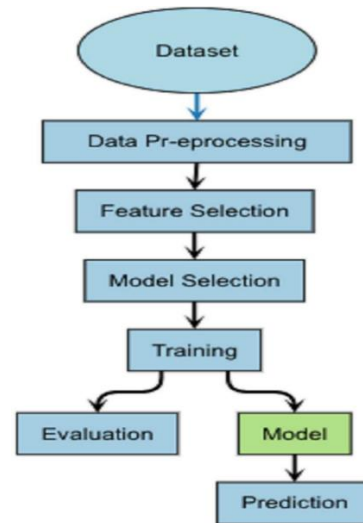 Dataset
Data Pr-eprocessing
Feature Selection
Model Selection
Training
Evaluation
Model
Prediction